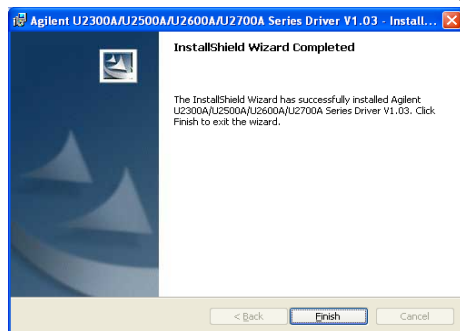 Agilent U2300A/U2500A/U2600A/U2700A Series Driver V1.03 - Install...
InstallShield Wizard Completed
The InstallShield Wizard has successfully installed Agilent
U2300A/U2500A/U2600A/U2700A Series Driver V1.03. Click
Finish to exit the wizard.
< Back Finish Cancel